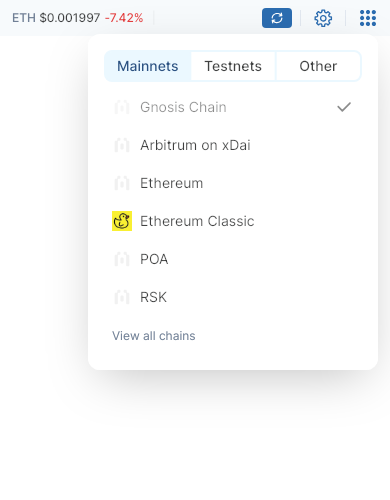 ETH $0.001997 -7.42%
Mainnets Testnets Other
Gnosis Chain
Arbitrum on xDai
Ethereum
Ethereum Classic
POA
RSK
View all chains